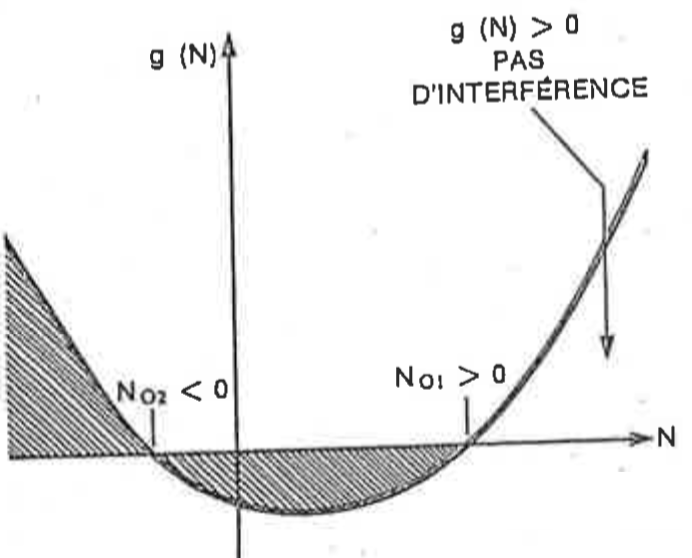 g (N)
g (N) > 0
PAS
D'INTERFÉRENCE
N₀₂ < 0
N₀₁ > 0
N